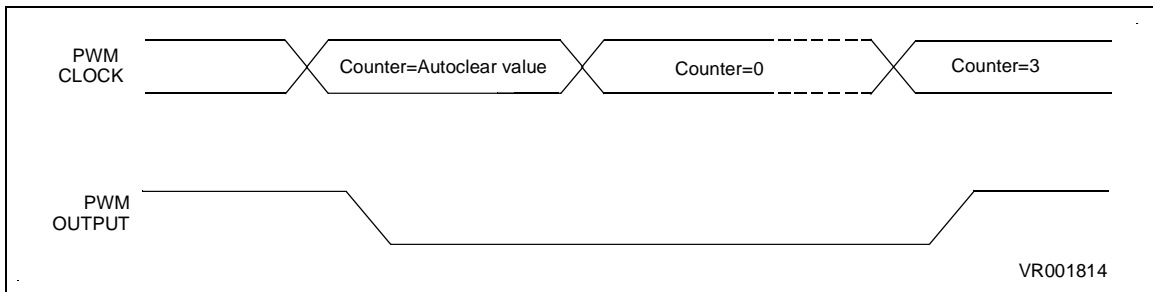 PWM
CLOCK
Counter=Autoclear value
Counter=0
Counter=3
PWM
OUTPUT
VR001814